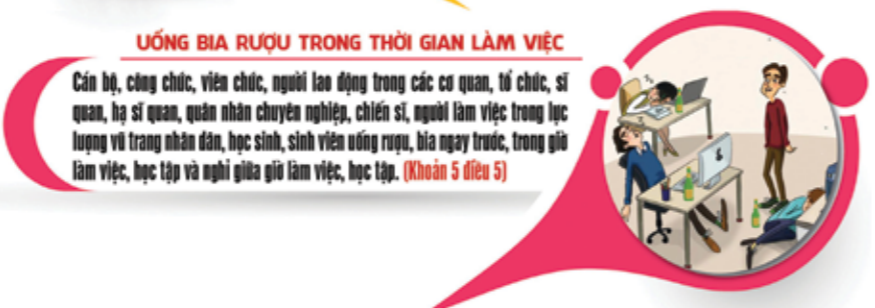 UỐNG BIA RƯỢU TRONG THỜI GIAN LÀM VIỆC
Cán bộ, công chức, viên chức, người lao động trong các cơ quan, tổ chức, sĩ
quan, hạ sĩ quan, quân nhân chuyên nghiệp, chiến sĩ, người làm việc trong lực
lượng vũ trang nhân dân, học sinh, sinh viên uống rượu, bia ngay trước, trong giờ
làm việc, học tập và nghỉ giữa giờ làm việc, học tập. (Khoản 5 điều 5)